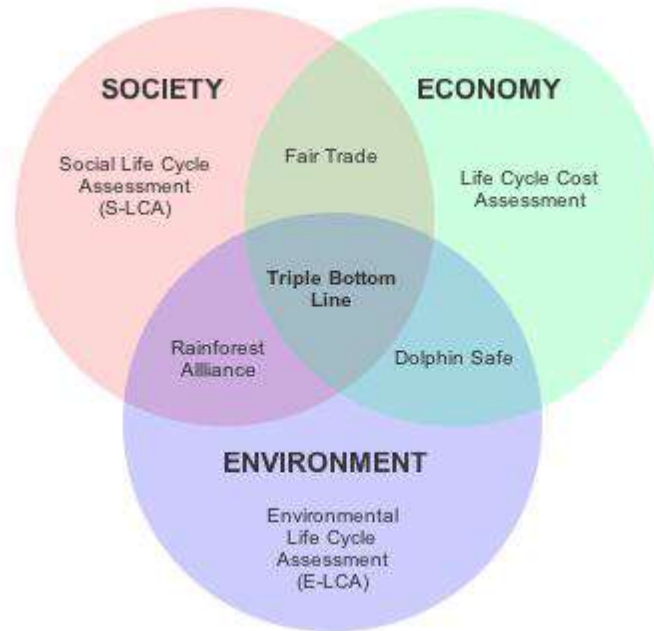 SOCIETY
ECONOMY
Social Life Cycle
Assessment
(S-LCA)
Fair Trade
Life Cycle Cost
Assessment
Triple Bottom
Line
Rainforest
Allliance
Dolphin Safe
ENVIRONMENT
Environmental
Life Cycle
Assessment
(E-LCA)